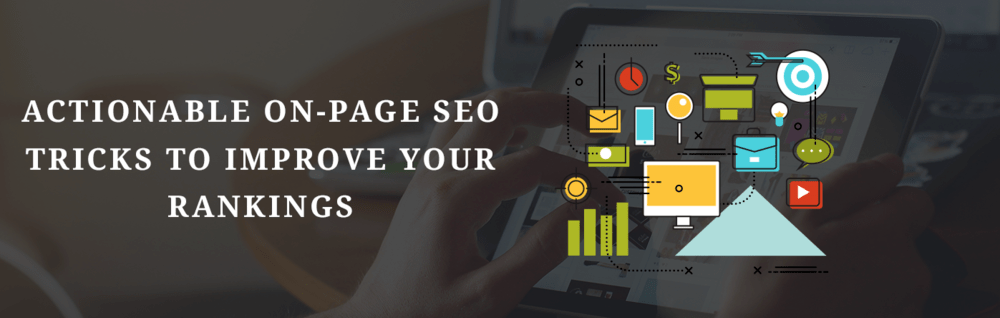 ACTIONABLE ON-PAGE SEO
TRICKS TO IMPROVE YOUR
RANKINGS
$